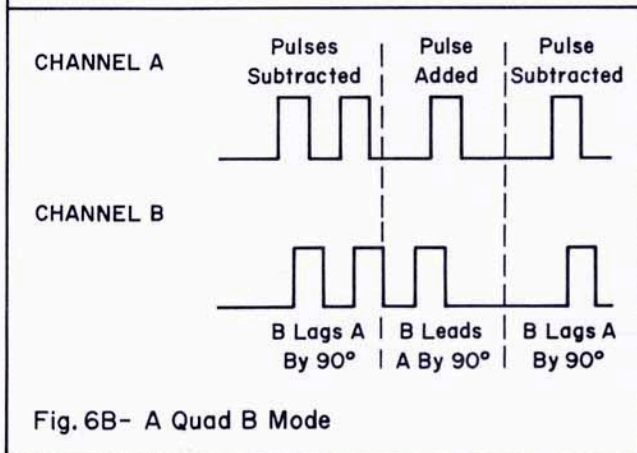 CHANNEL A
Pulses Subtracted
Pulse Added
Pulse Subtracted
CHANNEL B
B Lags A By 90°
B Leads A By 90°
B Lags A By 90°
Fig. 6B- A Quad B Mode